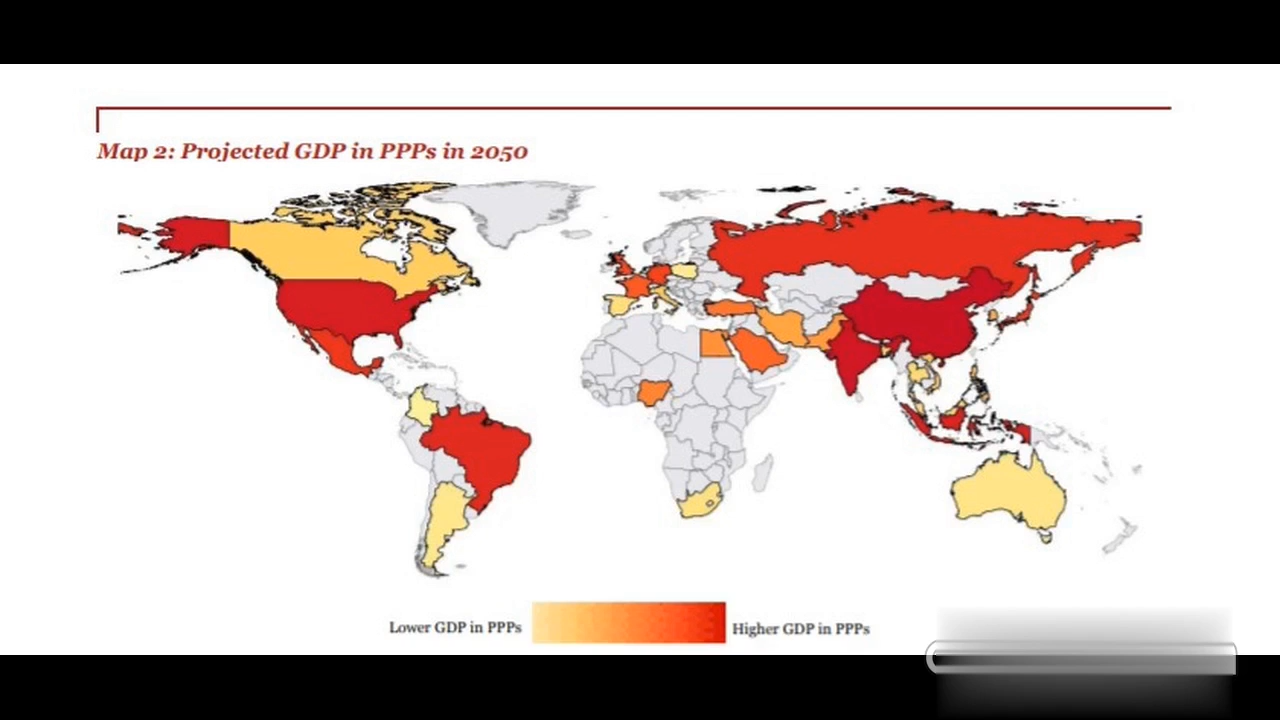 Map 2: Projected GDP in PPPs in 2050
Lower GDP in PPPs
Higher GDP in PPPs